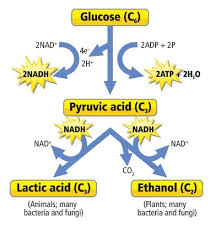 Glucose (C₆)
2NAD⁺
4e⁻
2H⁺
2ADP + 2P
2NADH
2ATP + 2H₂O
Pyruvic acid (C₃)
NADH
NADH
NAD⁺
NAD⁺
CO₂
Lactic acid (C₃)
Ethanol (C₂)
(Animals; many
bacteria and fungi)
(Plants; many
bacteria and fungi)